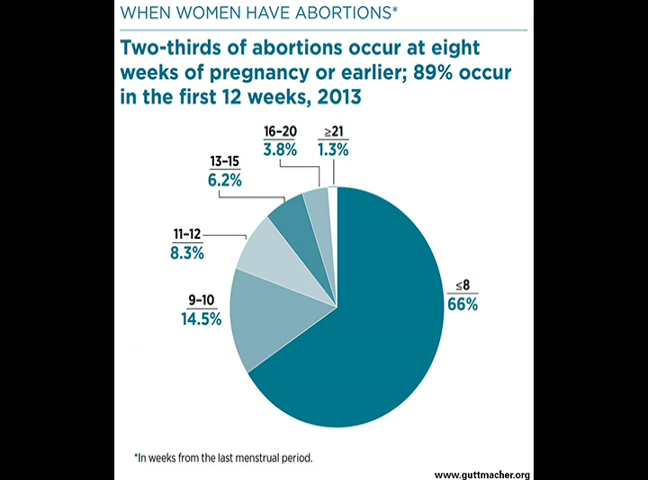 WHEN WOMEN HAVE ABORTIONS*
Two-thirds of abortions occur at eight
weeks of pregnancy or earlier; 89% occur
in the first 12 weeks, 2013
16–20
3.8%
≥21
1.3%
13–15
6.2%
11–12
8.3%
9–10
14.5%
≤8
66%
*In weeks from the last menstrual period.
www.guttmacher.org